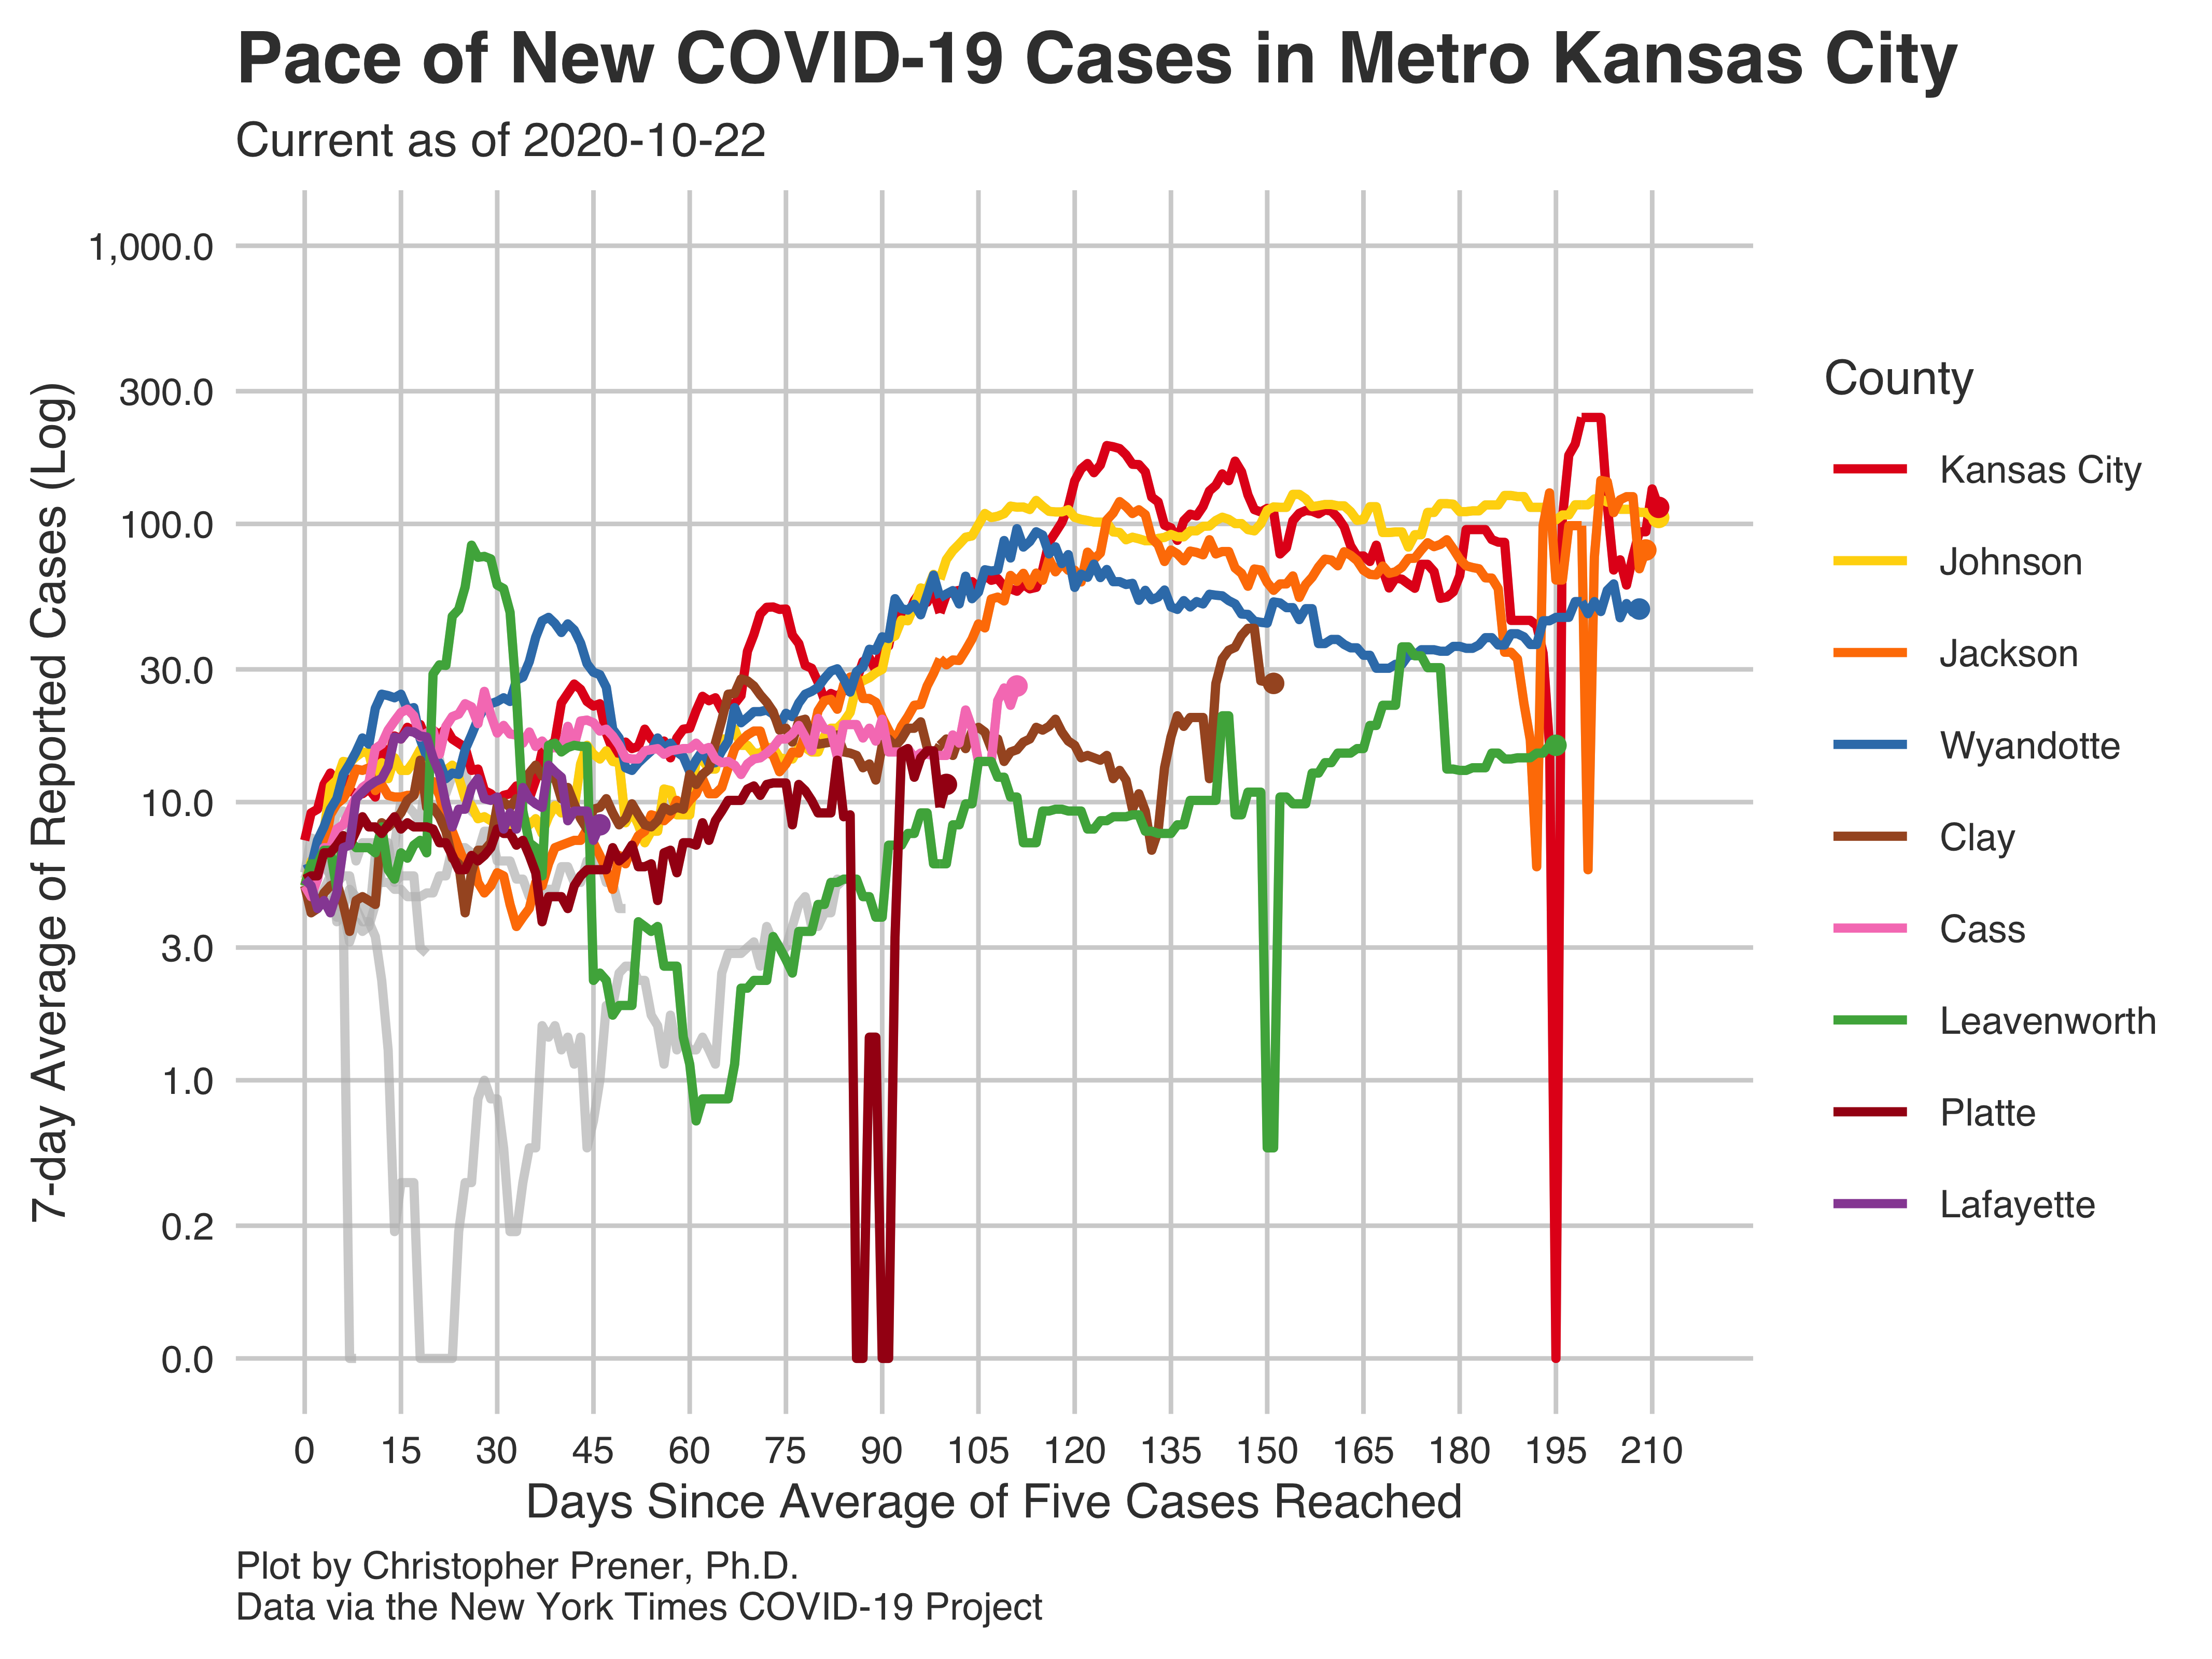 Pace of New COVID-19 Cases in Metro Kansas City
Current as of 2020-10-22
7-day Average of Reported Cases (Log)
1,000.0
300.0
100.0
30.0
10.0
3.0
1.0
0.2
0.0
0 15 30 45 60 75 90 105 120 135 150 165 180 195 210
Days Since Average of Five Cases Reached
County
Kansas City
Johnson
Jackson
Wyandotte
Clay
Cass
Leavenworth
Platte
Lafayette
Plot by Christopher Prener, Ph.D.
Data via the New York Times COVID-19 Project